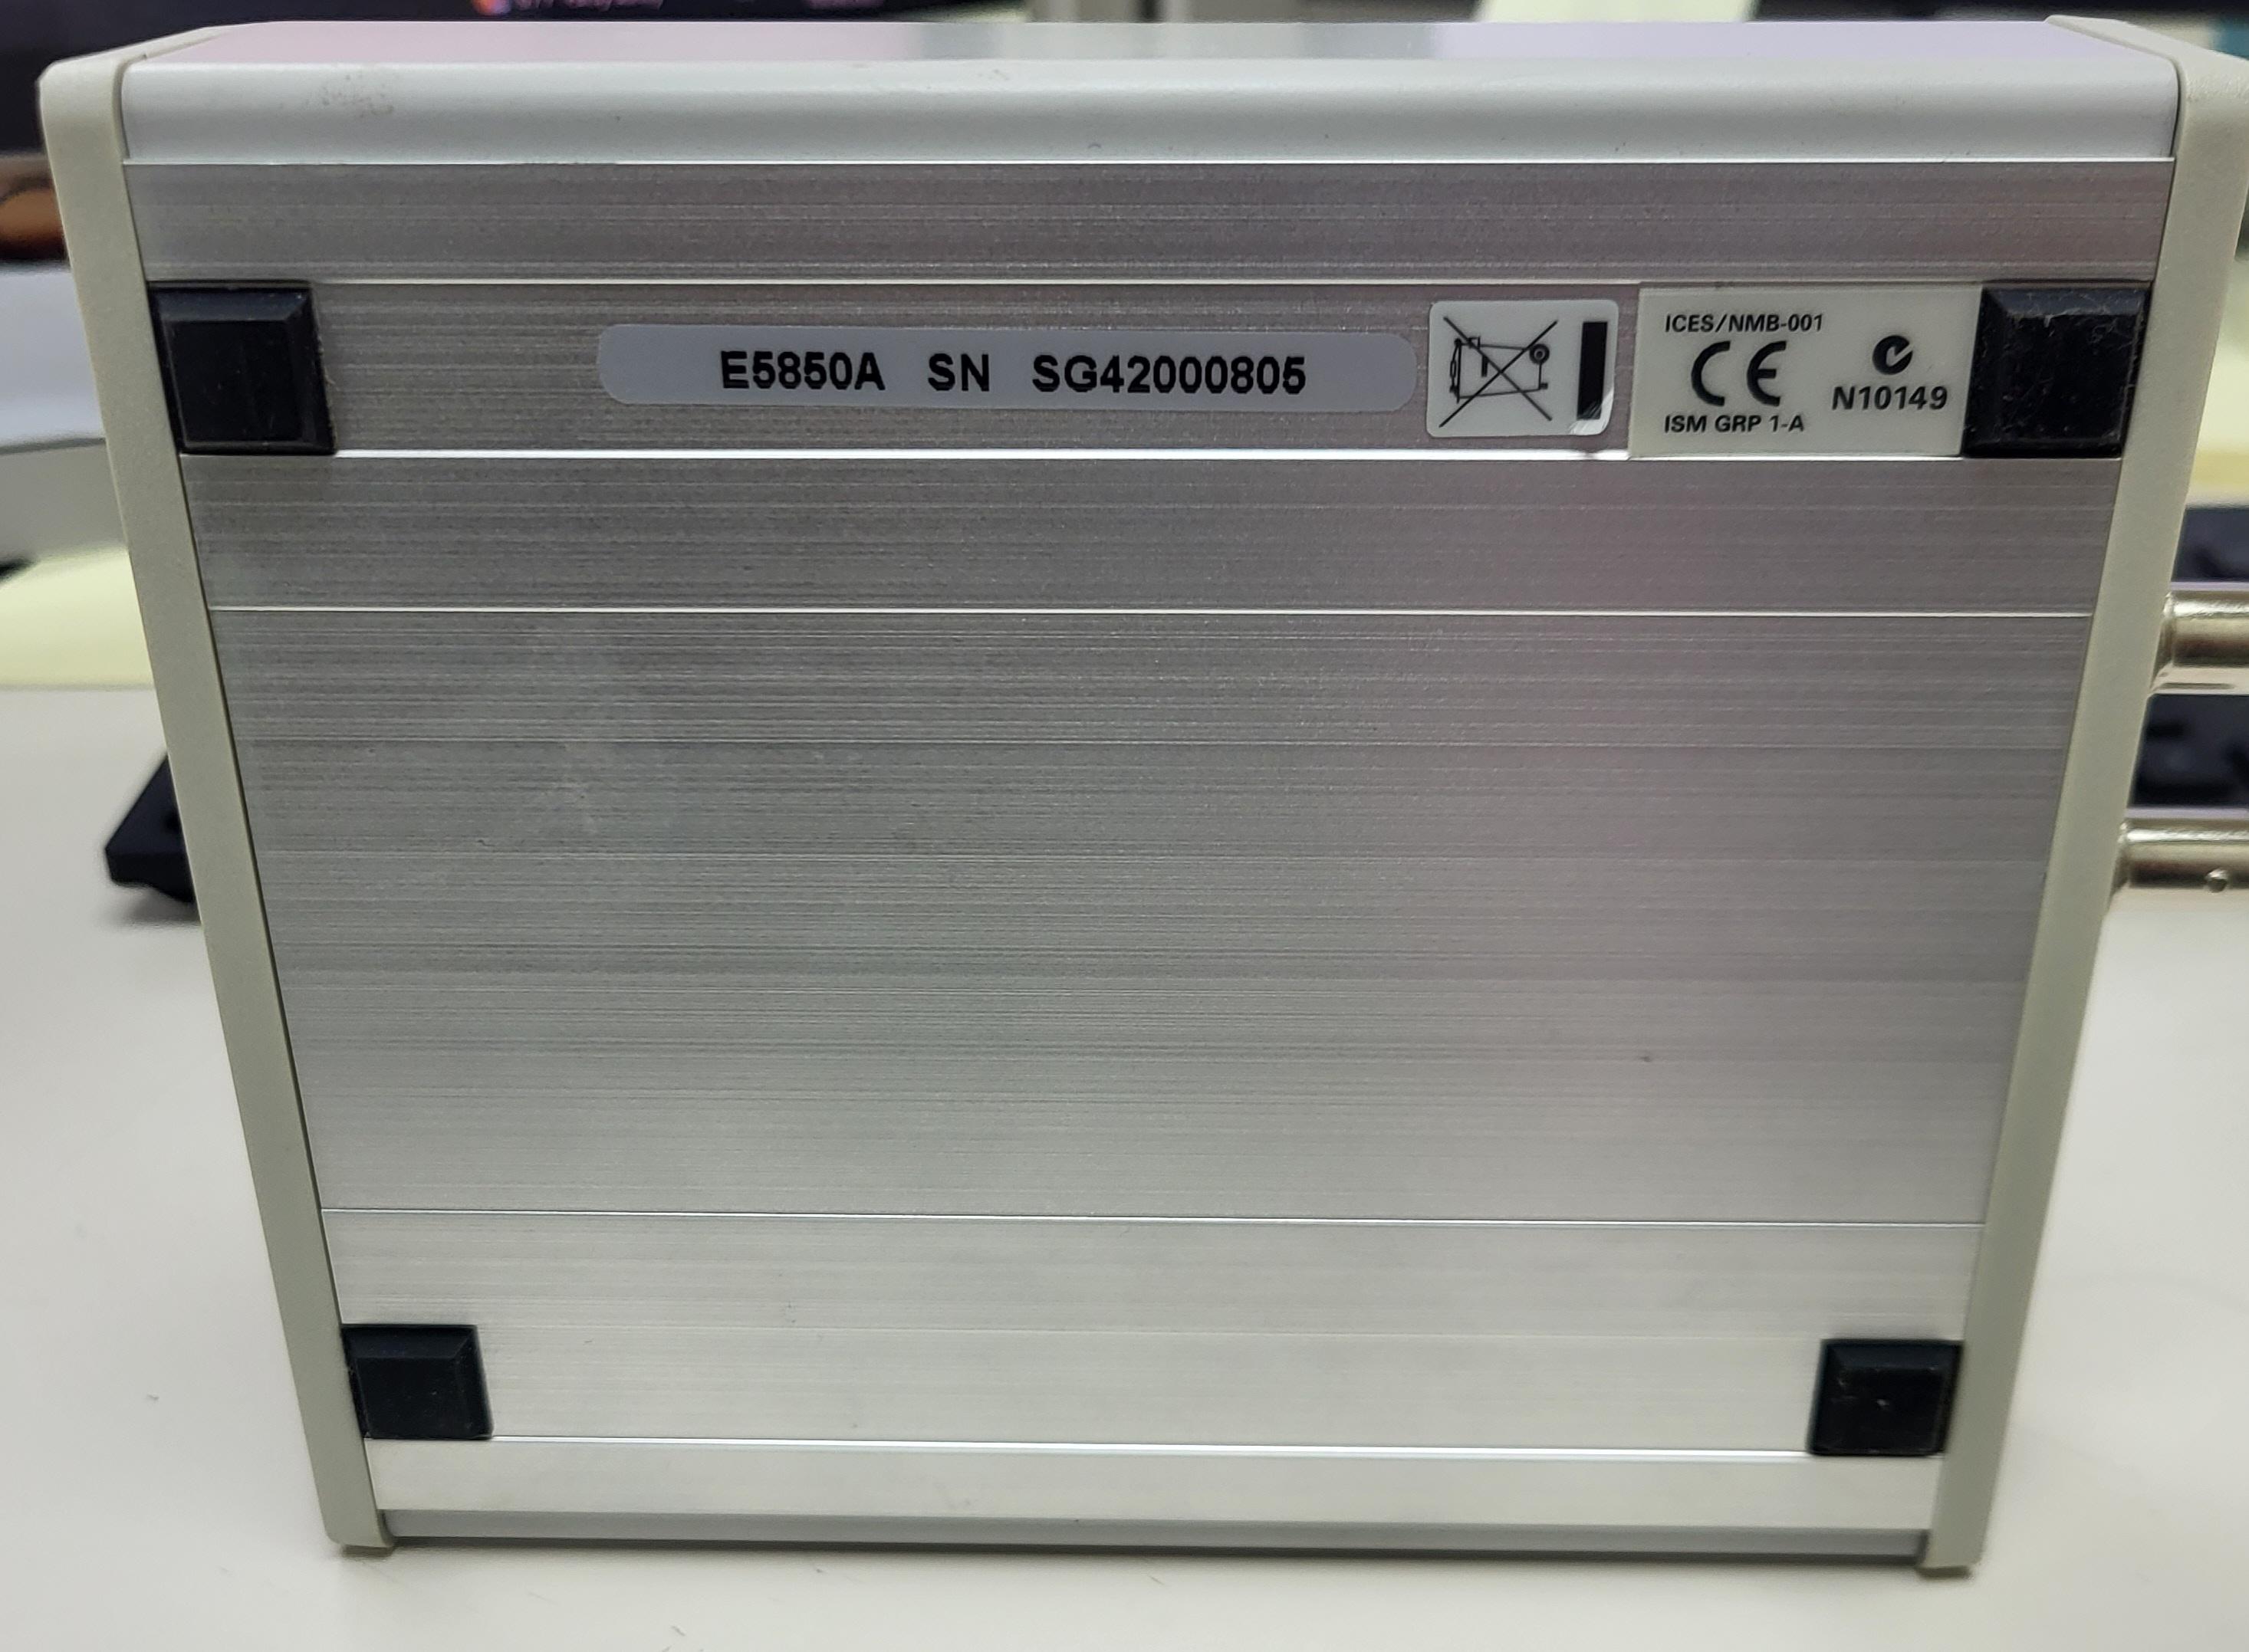 E5850A SN SG42000805
ICES/NMB-001
CE
N10149
ISM GRP 1-A